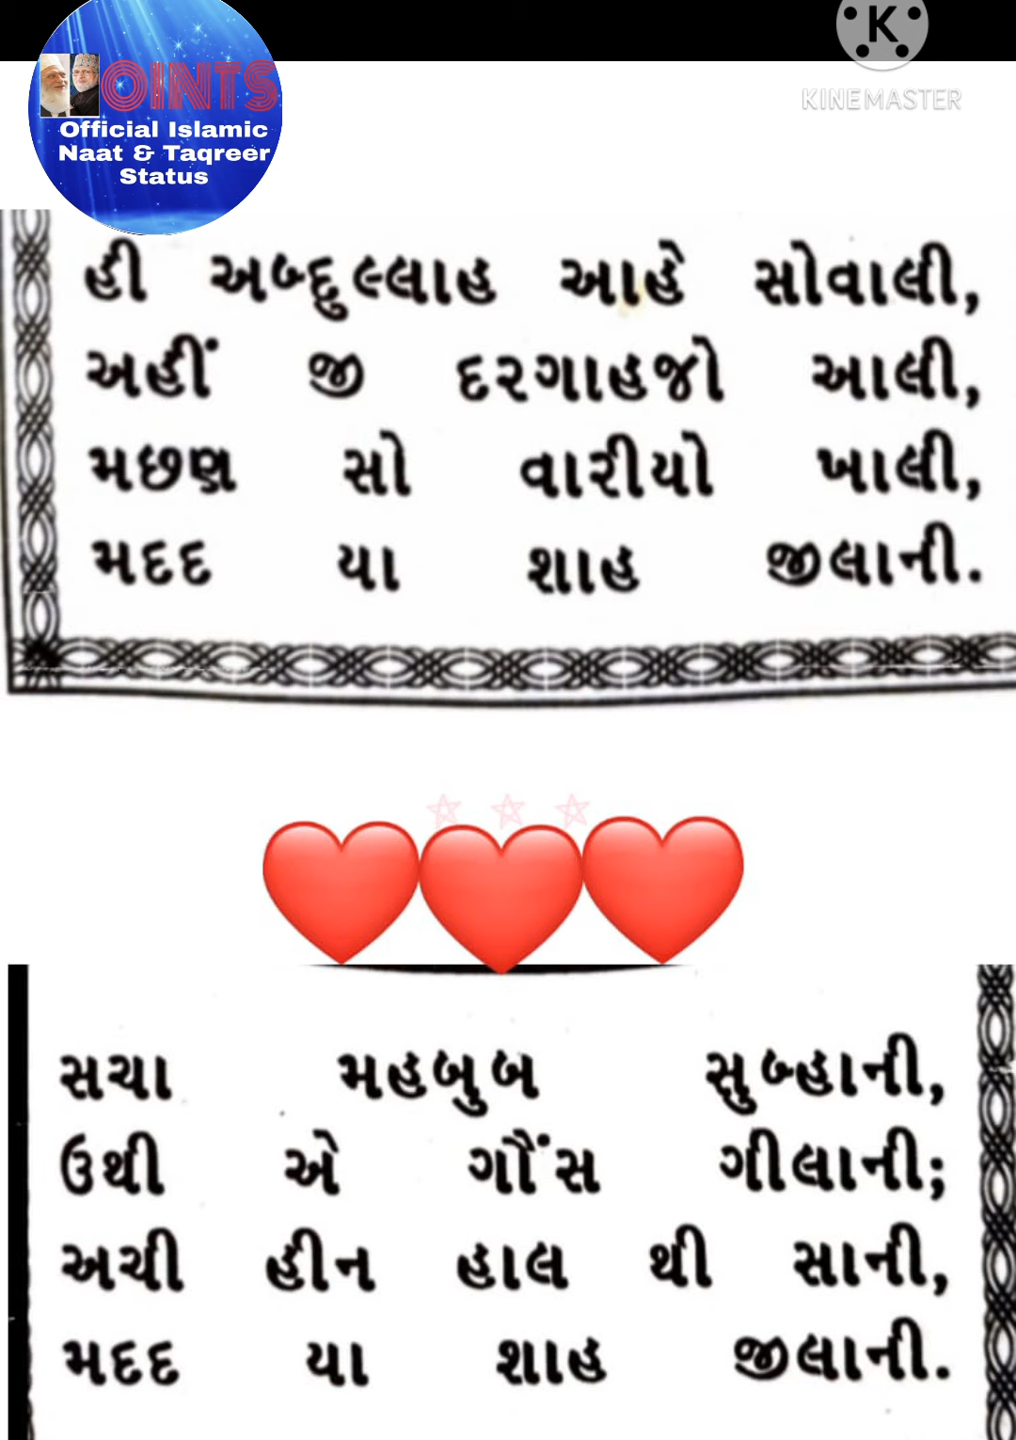 K
KINEMASTER
OINTS
Official Islamic
Naat & Taqreer
Status
હી અબ્દુલ્લાહ આહે સોવાલી,
અહીં જી દરગાહજો આલી,
મછણ સો વારીયો ખાલી,
મદદ યા શાહ જીલાની.
સચા મહબુબ સુબ્હાની,
ઉથી એ ગૌંસ ગીલાની;
અચી હીન હાલ થી સાની,
મદદ યા શાહ જીલાની.